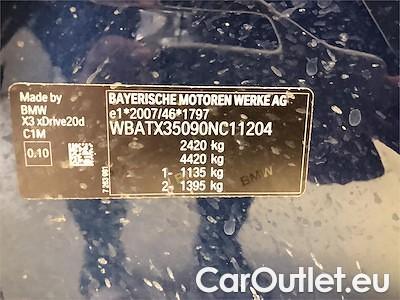 Made by
BMW
X3 xDrive20d
C1M
0.10
BAYERISCHE MOTOREN WERKE AG
e1*2007/46*1797
WBATX35090NC11204
2420 kg
4420 kg
1- 1135 kg
2- 1395 kg
BMW
CarOutlet.eu